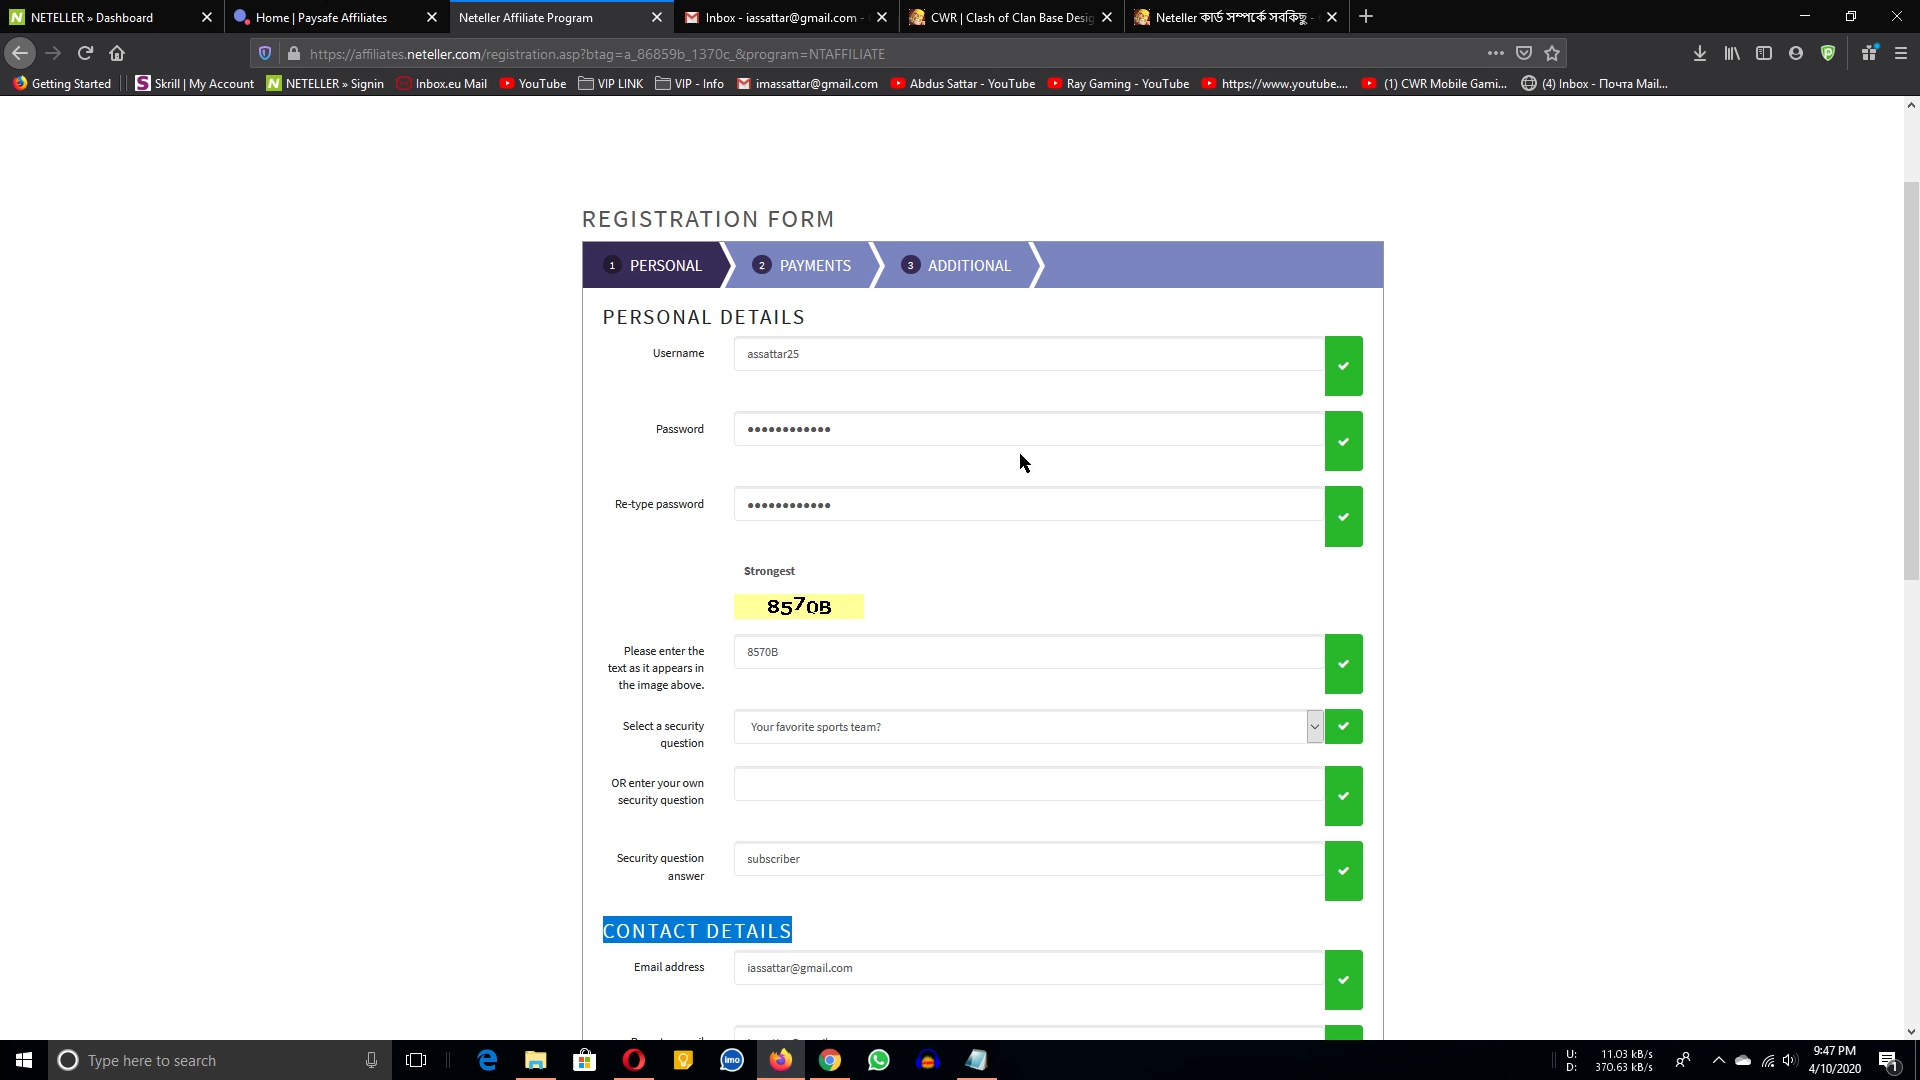 NETELLER » Dashboard
Home | Paysafe Affiliates
Neteller Affiliate Program
Inbox - iassattar@gmail.com -
CWR | Clash of Clan Base Desig
Neteller কার্ড সম্পর্কে সবকিছু -
https://affiliates.neteller.com/registration.asp?btag=a_86859b_1370c_&program=NTAFFILIATE
Getting Started
Skrill | My Account
NETELLER » Signin
Inbox.eu Mail
YouTube
VIP LINK
VIP - Info
imassattar@gmail.com
Abdus Sattar - YouTube
Ray Gaming - YouTube
https://www.youtube....
(1) CWR Mobile Gami...
(4) Inbox - Почта Mail...
REGISTRATION FORM
1 PERSONAL
2 PAYMENTS
3 ADDITIONAL
PERSONAL DETAILS
Username
assattar25
Password
••••••••••••
Re-type password
••••••••••••
Strongest
8570B
Please enter the
text as it appears in
the image above.
8570B
Select a security
question
Your favorite sports team?
OR enter your own
security question
Security question
answer
subscriber
CONTACT DETAILS
Email address
iassattar@gmail.com
Type here to search
imo
U: 11.03 kB/s
D: 370.63 kB/s
9:47 PM
4/10/2020
1